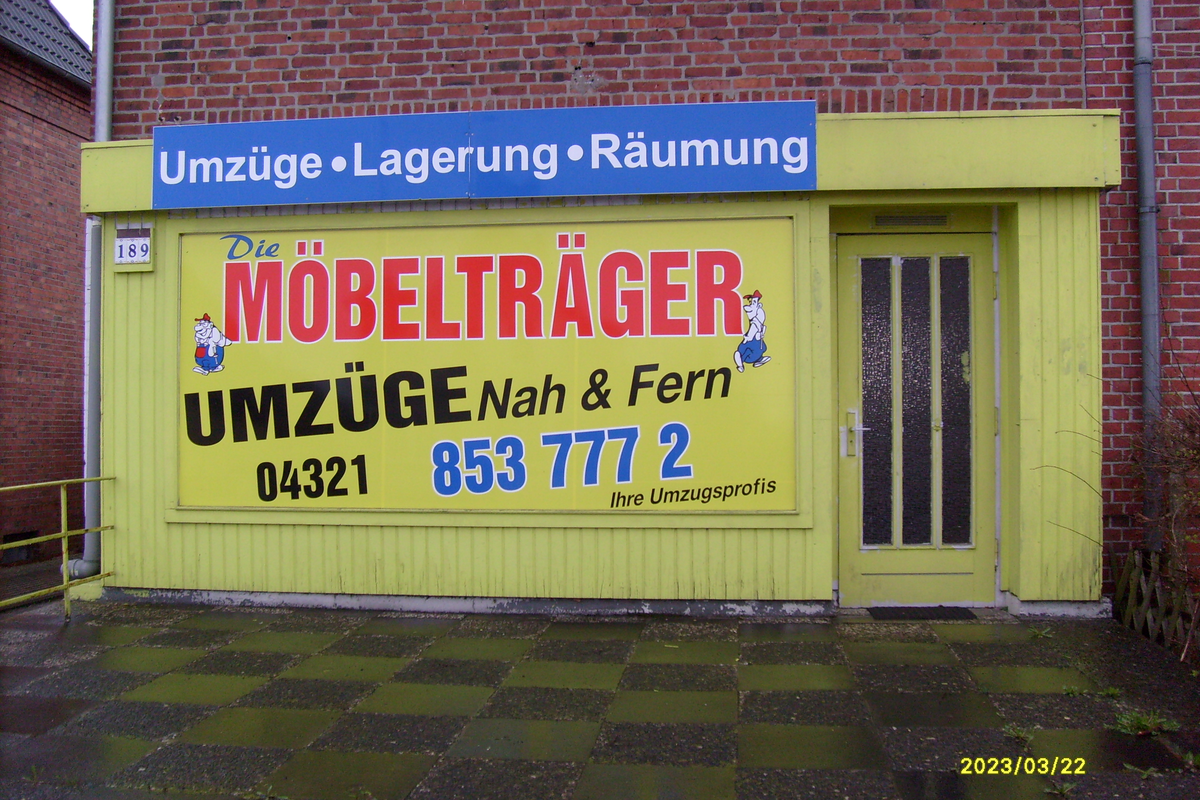 Umzüge • Lagerung • Räumung
189
Die
MÖBELTRÄGER
UMZÜGE Nah & Fern
04321 853 777 2
Ihre Umzugsprofis
2023/03/22